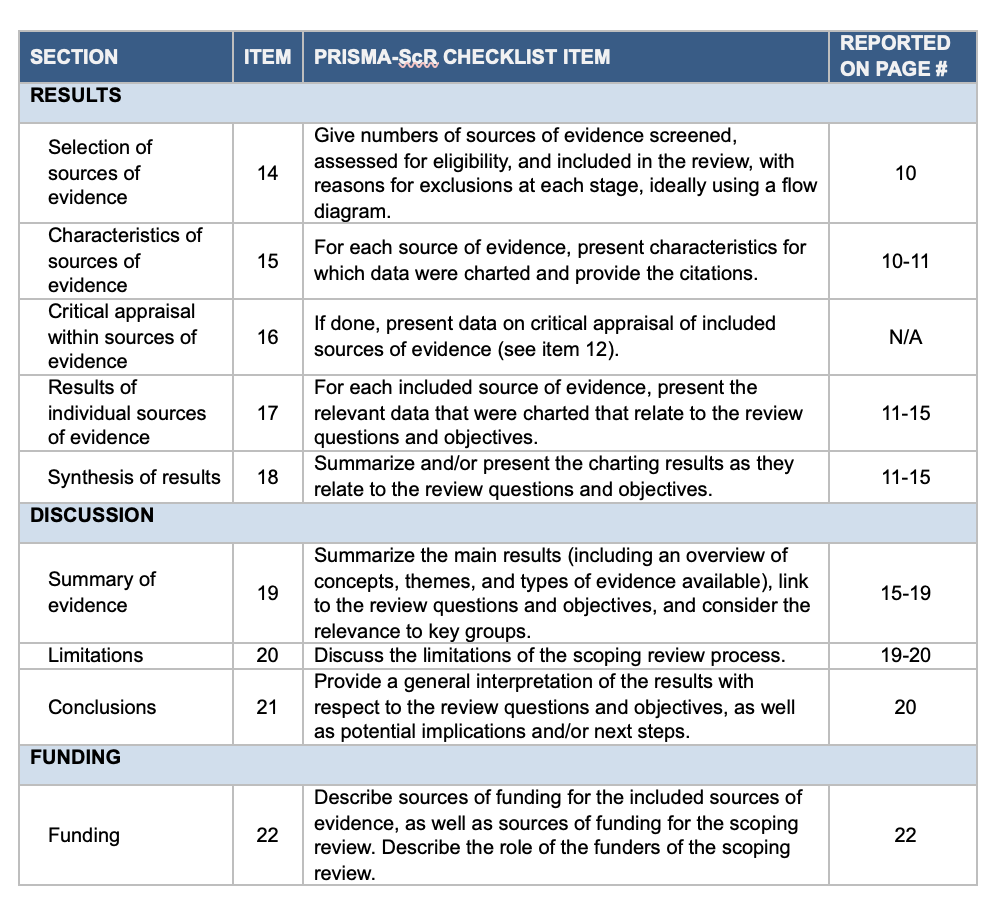 SECTION ITEM PRISMA-ScR CHECKLIST ITEM REPORTED
ON PAGE #
RESULTS
Selection of
sources of
evidence
14
Give numbers of sources of evidence screened,
assessed for eligibility, and included in the review, with
reasons for exclusions at each stage, ideally using a flow
diagram.
10
Characteristics of
sources of
evidence
15
For each source of evidence, present characteristics for
which data were charted and provide the citations.
10-11
Critical appraisal
within sources of
evidence
16
If done, present data on critical appraisal of included
sources of evidence (see item 12).
N/A
Results of
individual sources
of evidence
17
For each included source of evidence, present the
relevant data that were charted that relate to the review
questions and objectives.
11-15
Synthesis of results
18
Summarize and/or present the charting results as they
relate to the review questions and objectives.
11-15
DISCUSSION
Summary of
evidence
19
Summarize the main results (including an overview of
concepts, themes, and types of evidence available), link
to the review questions and objectives, and consider the
relevance to key groups.
15-19
Limitations
20
Discuss the limitations of the scoping review process.
19-20
Conclusions
21
Provide a general interpretation of the results with
respect to the review questions and objectives, as well
as potential implications and/or next steps.
20
FUNDING
Funding
22
Describe sources of funding for the included sources of
evidence, as well as sources of funding for the scoping
review. Describe the role of the funders of the scoping
review.
22